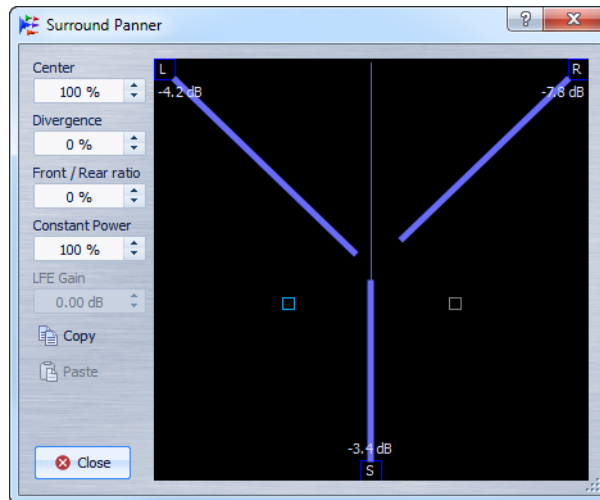 Surround Panner
Center
100 %
Divergence
0 %
Front / Rear ratio
0 %
Constant Power
100 %
LFE Gain
0.00 dB
Copy
Paste
Close
L
R
-4.2 dB
-7.8 dB
-3.4 dB
S